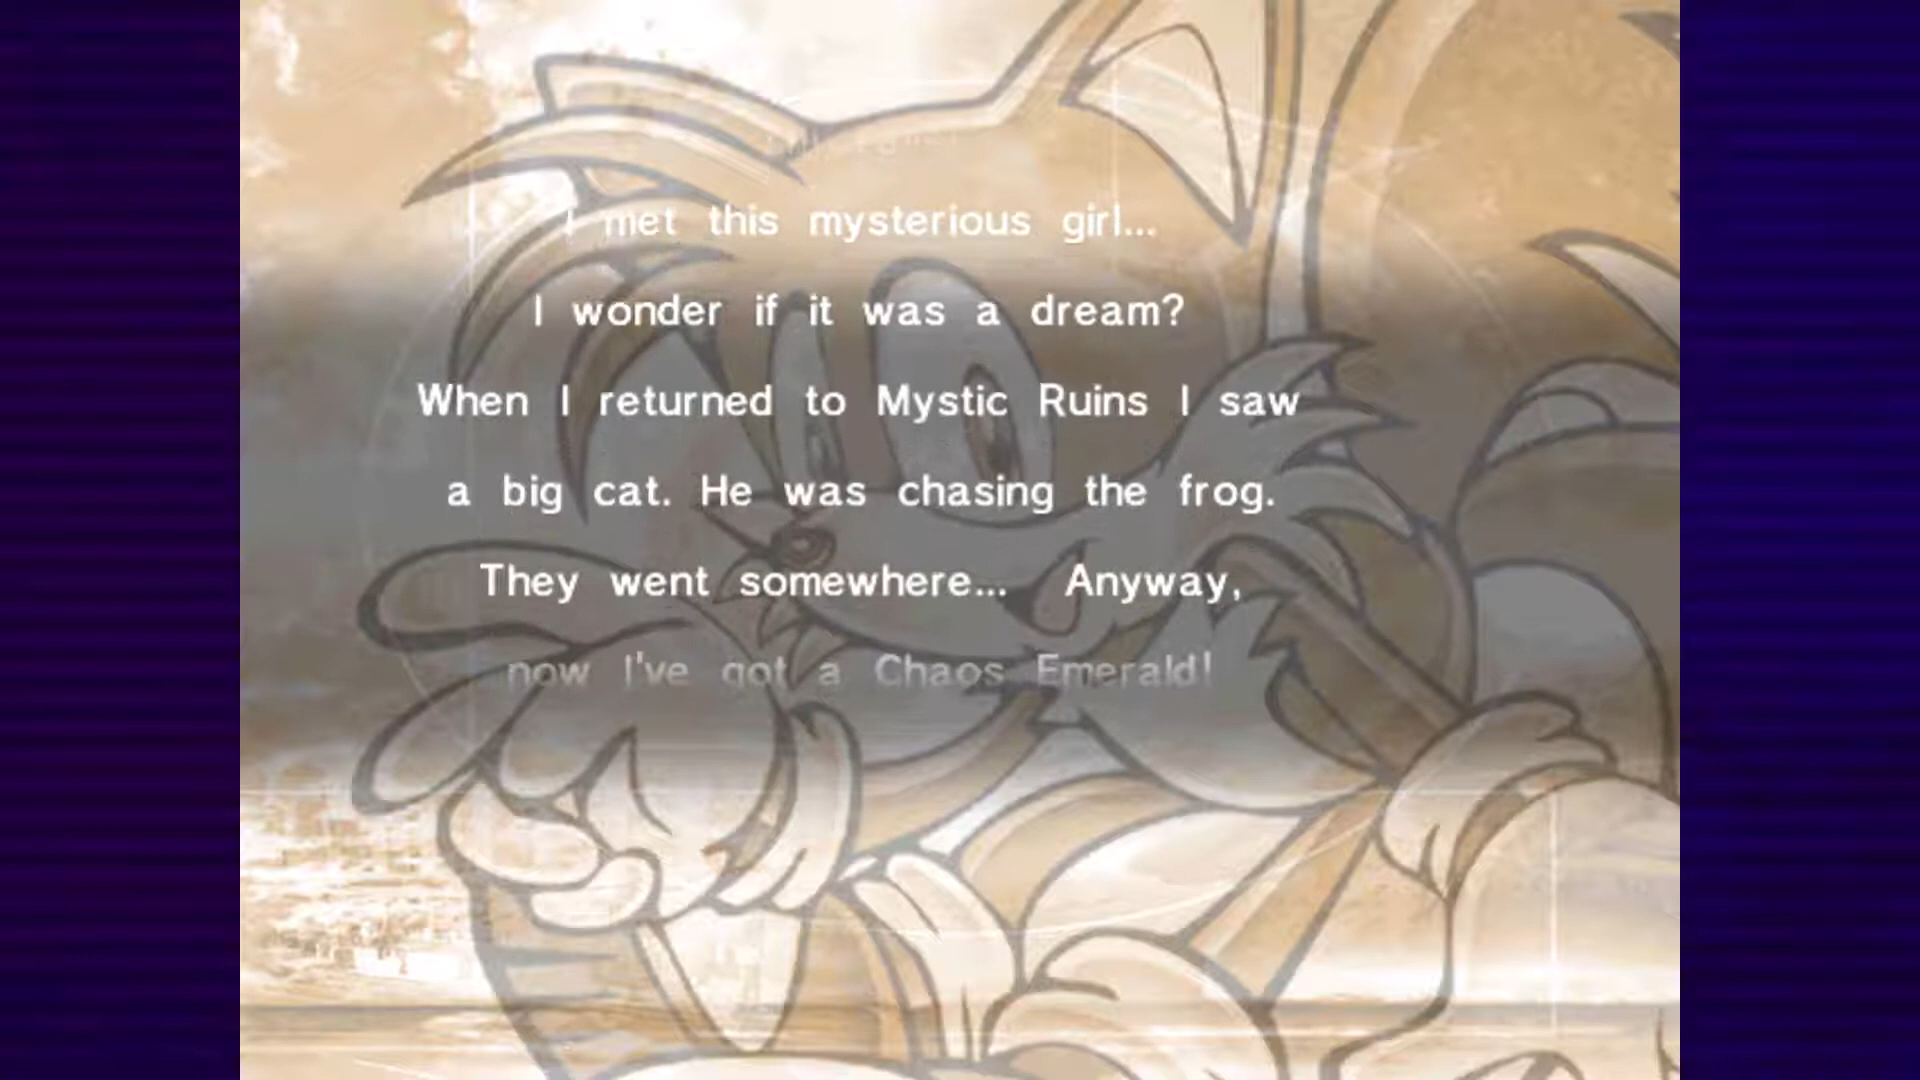 I met this mysterious girl...
I wonder if it was a dream?
When I returned to Mystic Ruins I saw
a big cat. He was chasing the frog.
They went somewhere... Anyway,
now I've got a Chaos Emerald!